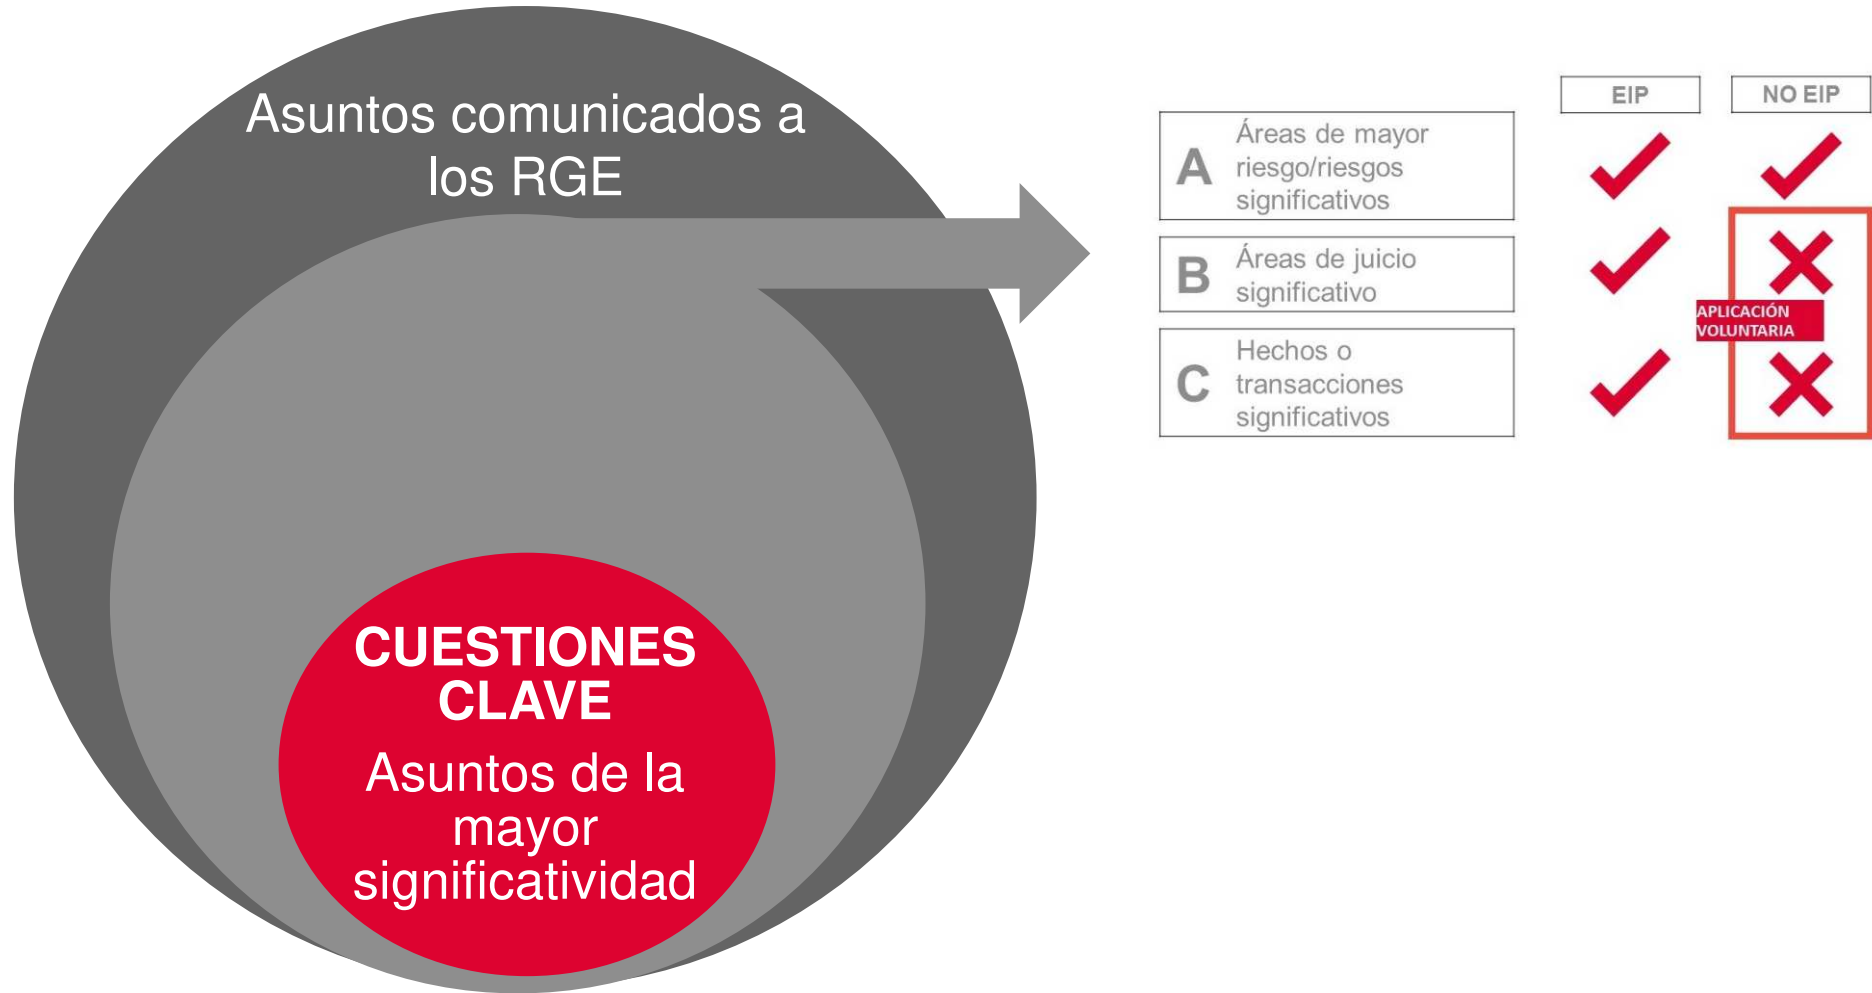 Asuntos comunicados a
los RGE
CUESTIONES
CLAVE
Asuntos de la
mayor
significatividad
EIP
NO EIP
A
Áreas de mayor
riesgo/riesgos
significativos
B
Áreas de juicio
significativo
APLICACIÓN
VOLUNTARIA
C
Hechos o
transacciones
significativos